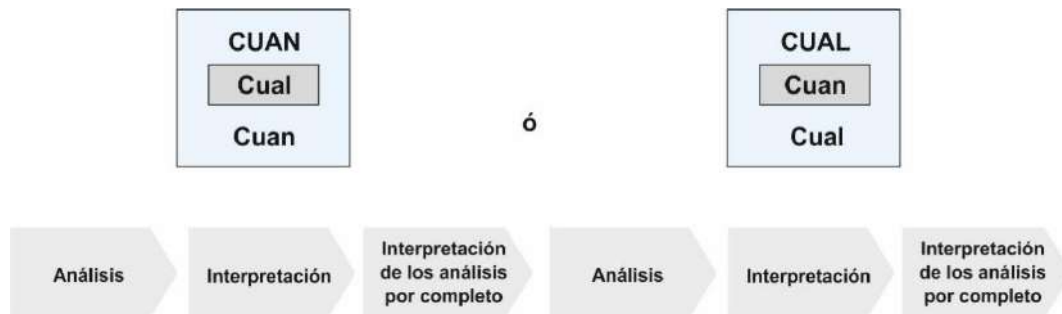 CUAN
Cual
Cuan
ó
CUAL
Cuan
Cual
Análisis
Interpretación
Interpretación
de los análisis
por completo
Análisis
Interpretación
Interpretación
de los análisis
por completo